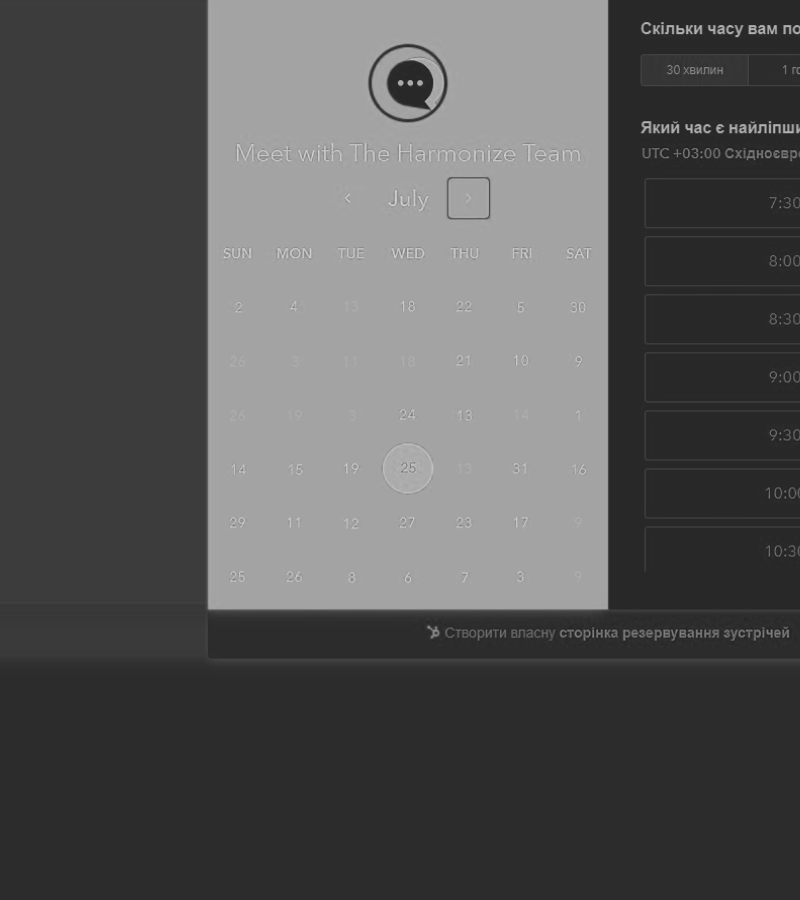 Meet with The Harmonize Team
July
SUN MON TUE WED THU FRI SAT
2 4 13 18 22 5 30
26 3 11 18 21 10 9
26 19 3 24 13 14 1
14 15 19 25 13 31 16
29 11 12 27 23 17 9
25 26 8 6 7 3 9
Скільки часу вам по
30 хвилин 1 го
Який час є найліпши
UTC +03:00 Східноєвро
7:30
8:00
8:30
9:00
9:30
10:00
10:30
Створити власну сторінка резервування зустрічей